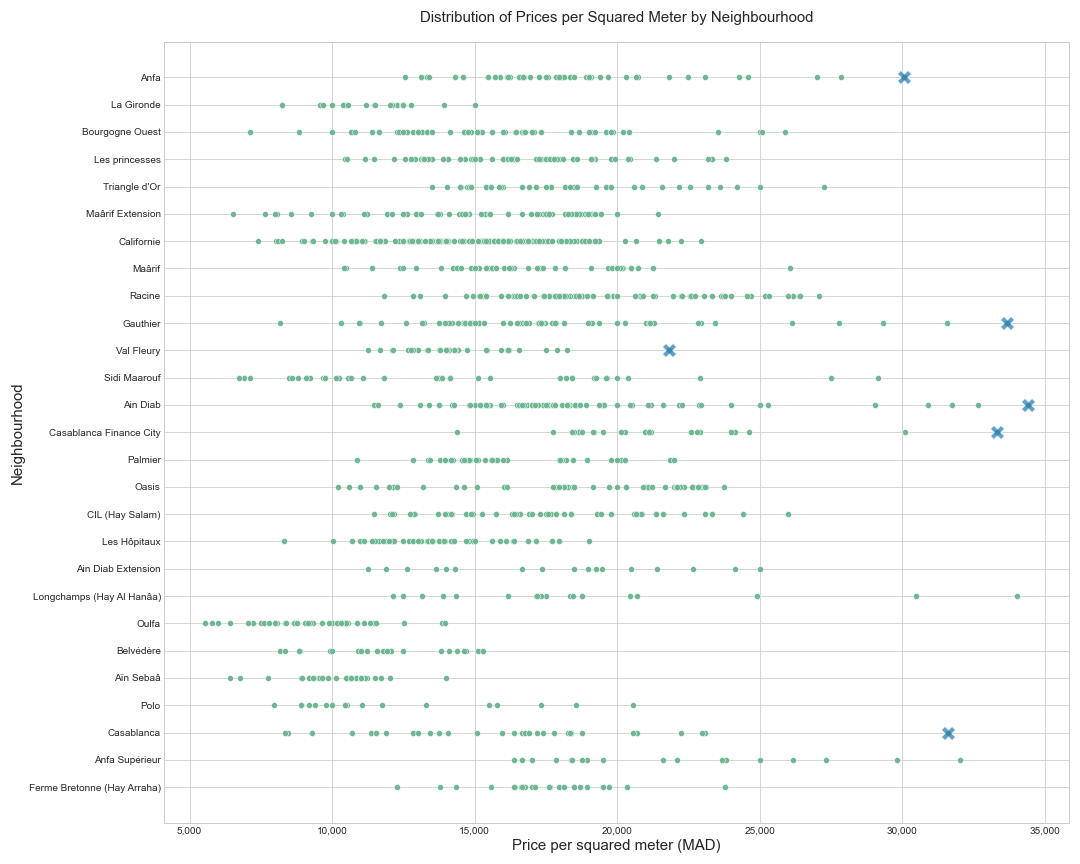 Distribution of Prices per Squared Meter by Neighbourhood
Neighbourhood
Anfa
La Gironde
Bourgogne Ouest
Les princesses
Triangle d'Or
Maârif Extension
Californie
Maârif
Racine
Gauthier
Val Fleury
Sidi Maarouf
Ain Diab
Casablanca Finance City
Palmier
Oasis
CIL (Hay Salam)
Les Hôpitaux
Ain Diab Extension
Longchamps (Hay Al Hanâa)
Oulfa
Belvédère
Aïn Sebaâ
Polo
Casablanca
Anfa Supérieur
Ferme Bretonne (Hay Arraha)
5,000 10,000 15,000 20,000 25,000 30,000 35,000
Price per squared meter (MAD)